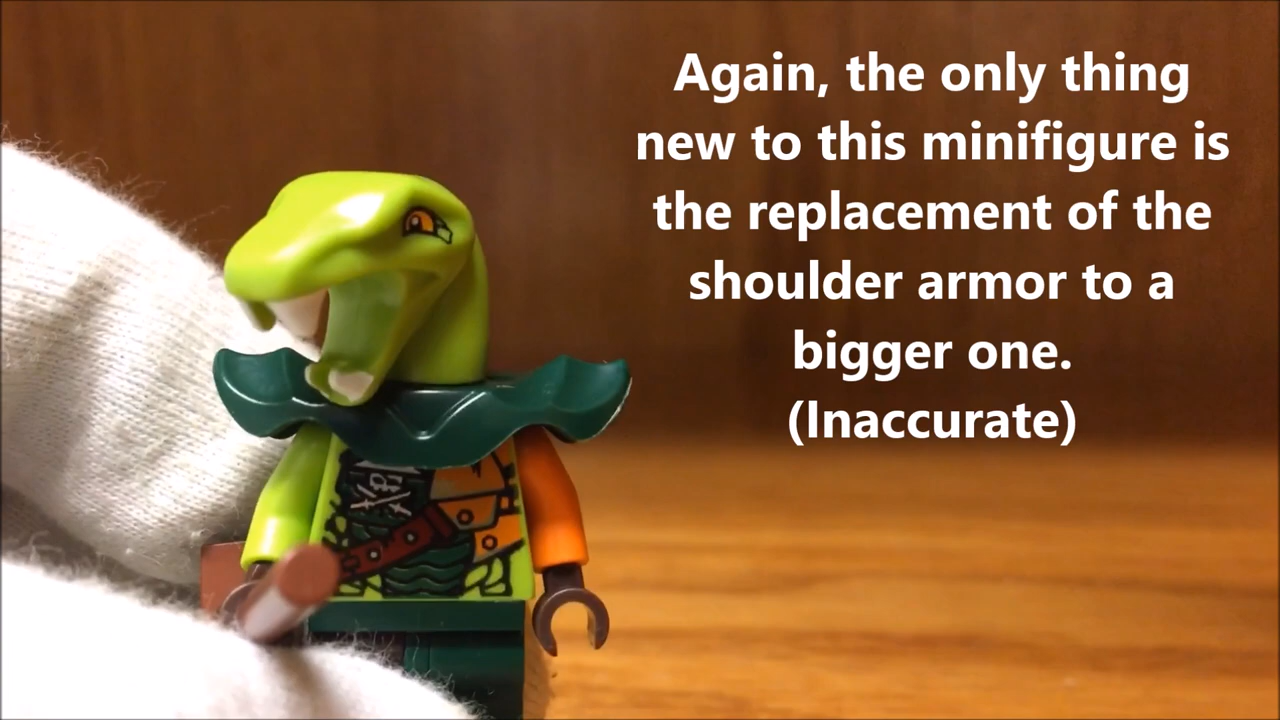 Again, the only thing
new to this minifigure is
the replacement of the
shoulder armor to a
bigger one.
(Inaccurate)